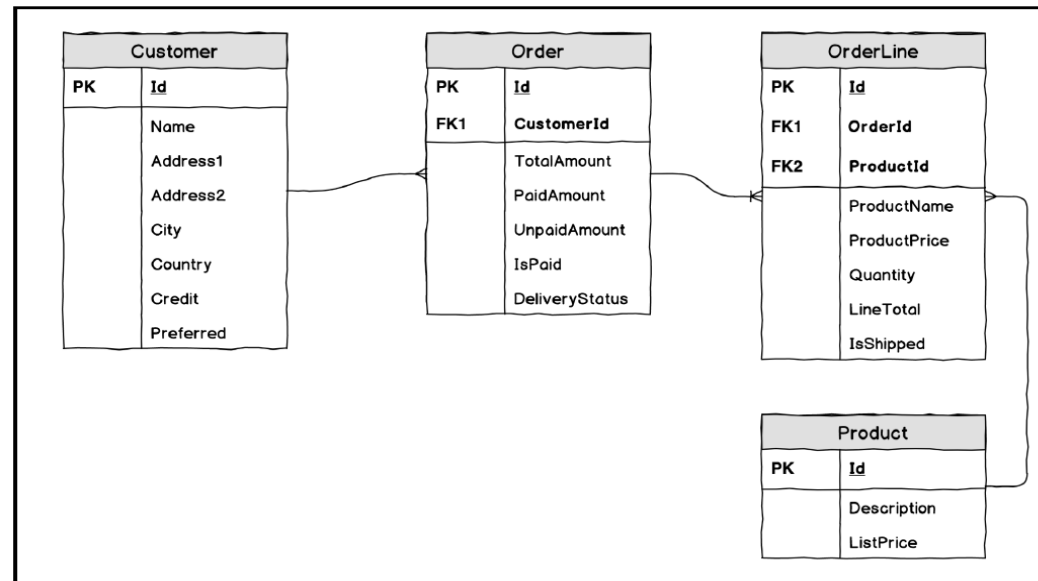 Customer
PK Id
Name
Address1
Address2
City
Country
Credit
Preferred
Order
PK Id
FK1 CustomerId
TotalAmount
PaidAmount
UnpaidAmount
IsPaid
DeliveryStatus
OrderLine
PK Id
FK1 OrderId
FK2 ProductId
ProductName
ProductPrice
Quantity
LineTotal
IsShipped
Product
PK Id
Description
ListPrice